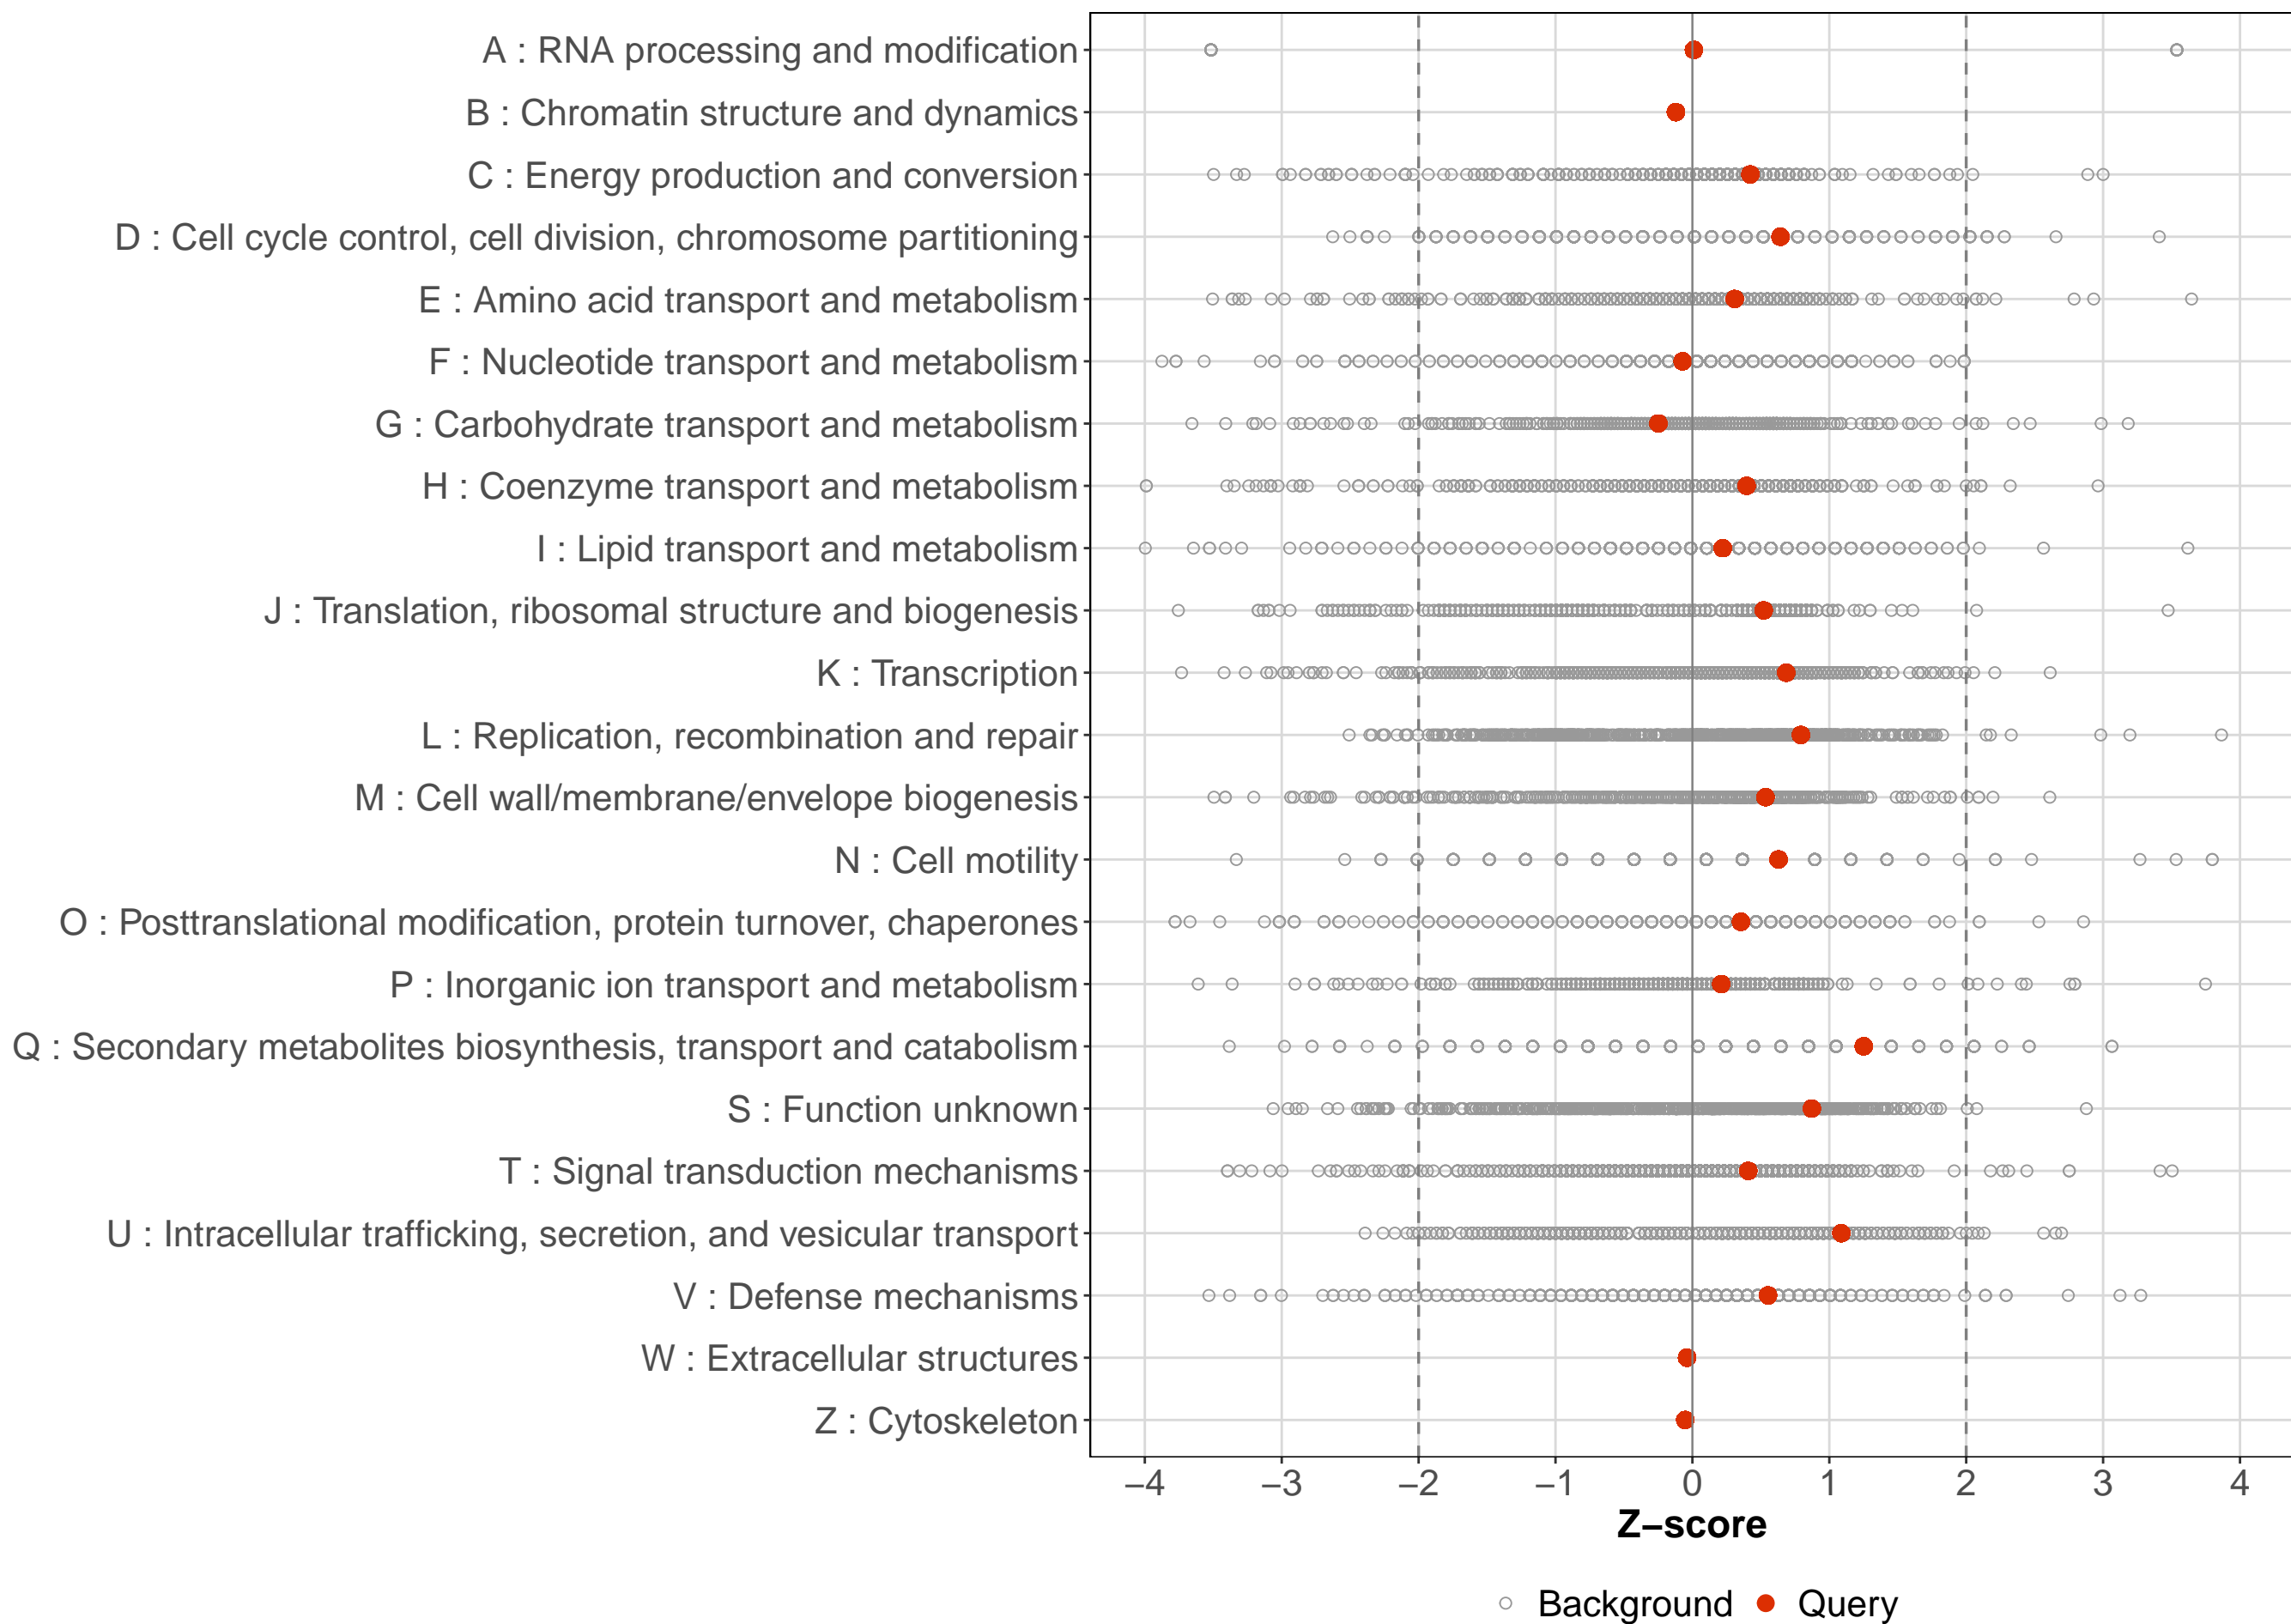 A : RNA processing and modification
B : Chromatin structure and dynamics
C : Energy production and conversion
D : Cell cycle control, cell division, chromosome partitioning
E : Amino acid transport and metabolism
F : Nucleotide transport and metabolism
G : Carbohydrate transport and metabolism
H : Coenzyme transport and metabolism
I : Lipid transport and metabolism
J : Translation, ribosomal structure and biogenesis
K : Transcription
L : Replication, recombination and repair
M : Cell wall/membrane/envelope biogenesis
N : Cell motility
O : Posttranslational modification, protein turnover, chaperones
P : Inorganic ion transport and metabolism
Q : Secondary metabolites biosynthesis, transport and catabolism
S : Function unknown
T : Signal transduction mechanisms
U : Intracellular trafficking, secretion, and vesicular transport
V : Defense mechanisms
W : Extracellular structures
Z : Cytoskeleton
−4 −3 −2 −1 0 1 2 3 4
Z−score
Background Query